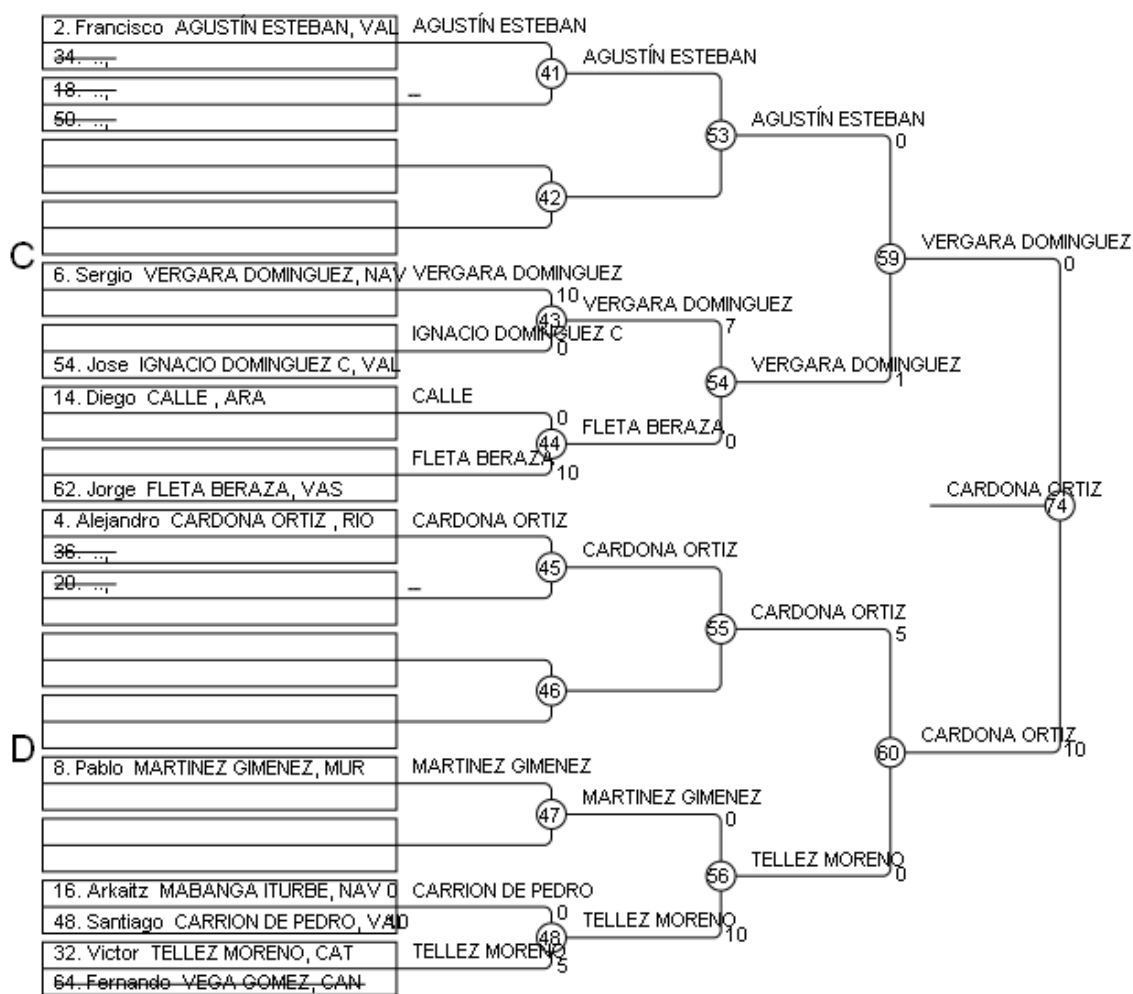 2. Francisco AGUSTÍN ESTEBAN, VAL AGUSTÍN ESTEBAN
34. ..,
41 AGUSTÍN ESTEBAN
18. .., --
50. ..,
53 AGUSTÍN ESTEBAN
0
42
C
59 VERGARA DOMINGUEZ
0
6. Sergio VERGARA DOMINGUEZ, NAV VERGARA DOMINGUEZ
10
43 VERGARA DOMINGUEZ
7
IGNACIO DOMINGUEZ C
0
54. Jose IGNACIO DOMINGUEZ C, VAL
54 VERGARA DOMINGUEZ
1
14. Diego CALLE , ARA CALLE
0
44 FLETA BERAZA
0
FLETA BERAZA
10
62. Jorge FLETA BERAZA, VAS
74 CARDONA ORTIZ
4. Alejandro CARDONA ORTIZ , RIO CARDONA ORTIZ
36. ..,
45 CARDONA ORTIZ
20. .., --
55 CARDONA ORTIZ
5
46
D
60 CARDONA ORTIZ
10
8. Pablo MARTINEZ GIMENEZ, MUR MARTINEZ GIMENEZ
47 MARTINEZ GIMENEZ
0
56 TELLEZ MORENO
0
16. Arkaitz MABANGA ITURBE, NAV 0 CARRION DE PEDRO
0
48. Santiago CARRION DE PEDRO, VAL 10
48 TELLEZ MORENO
10
32. Victor TELLEZ MORENO, CAT TELLEZ MORENO
5
64. Fernando VEGA GOMEZ, CAN